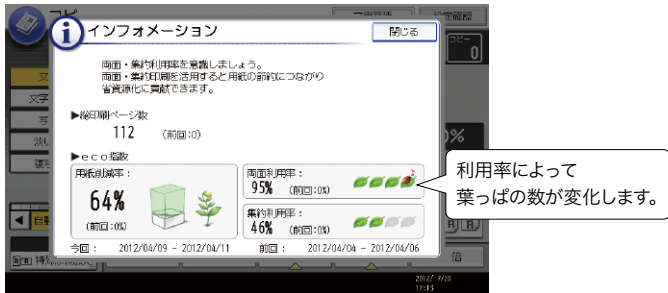 コピー
インフォメーション
閉じる
両面・集約利用率を意識しましょう。
両面・集約印刷を活用すると用紙の節約につながり
省資源化に貢献できます。
▶総印刷ページ数
112 (前回:0)
▶eco指数
用紙削減率：
64%
(前回:0%)
両面利用率：
95% (前回:0%)
集約利用率：
46% (前回:0%)
今回： 2012/04/09 - 2012/04/11 前回： 2012/04/04 - 2012/04/06
利用率によって
葉っぱの数が変化します。
コピー
0
0%
倍
17:13